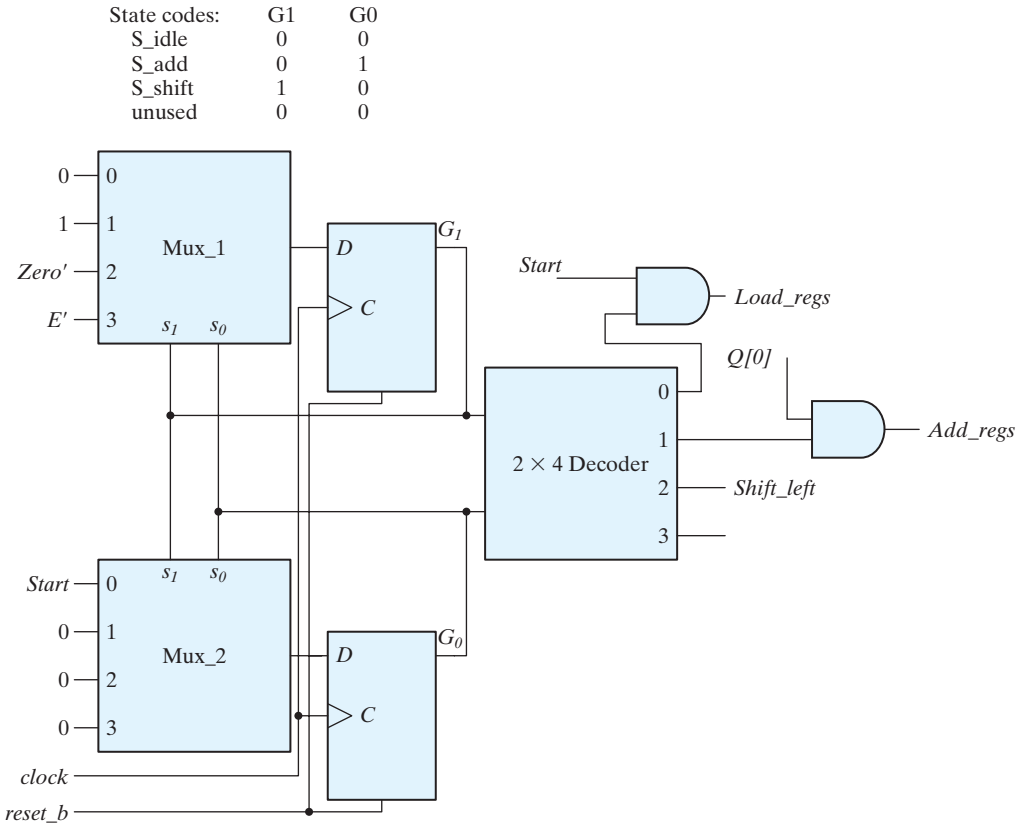 State codes: G1 G0
S_idle 0 0
S_add 0 1
S_shift 1 0
unused 0 0
0 0
1 1
Zero' 2
E' 3
Mux_1
s1 s0
D
C
G1
Start
Load_regs
Q[0]
Add_regs
2 × 4 Decoder
0
1
2
3
Shift_left
s1 s0
Start 0
0 1
0 2
0 3
Mux_2
D
C
G0
clock
reset_b